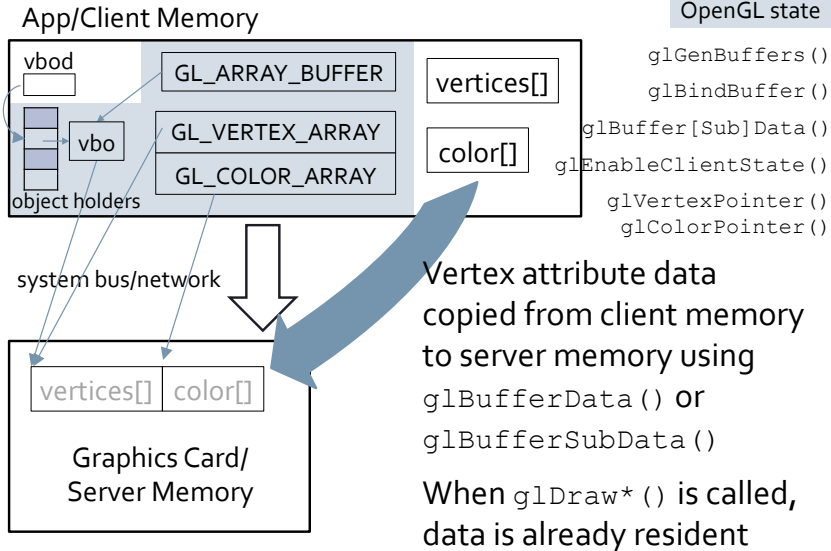 App/Client Memory
OpenGL state
vbod
GL_ARRAY_BUFFER
vertices[]
vbo
GL_VERTEX_ARRAY
color[]
GL_COLOR_ARRAY
object holders
glGenBuffers()
glBindBuffer()
glBuffer[Sub]Data()
glEnableClientState()
glVertexPointer()
glColorPointer()
system bus/network
vertices[] color[]
Graphics Card/
Server Memory
Vertex attribute data
copied from client memory
to server memory using
glBufferData() or
glBufferSubData()
When glDraw*() is called,
data is already resident